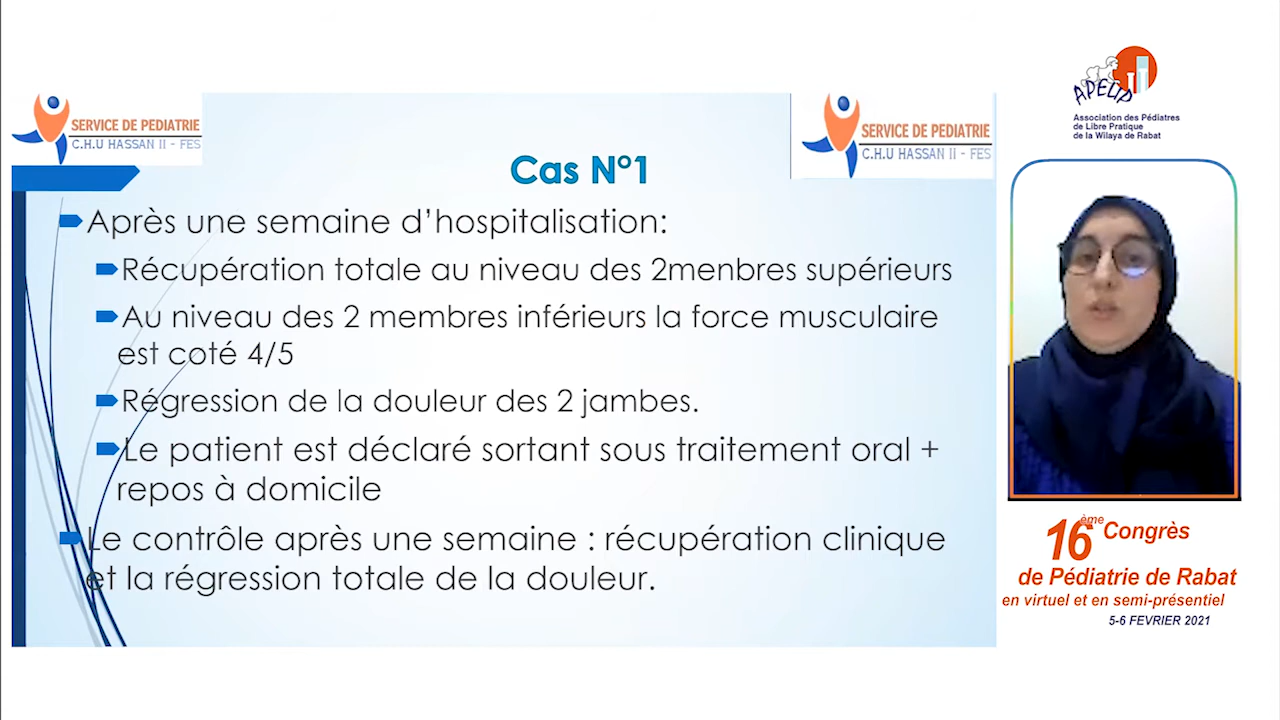 SERVICE DE PEDIATRIE
C.H.U HASSAN II - FES
SERVICE DE PEDIATRIE
C.H.U HASSAN II - FES
Cas N°1
Après une semaine d’hospitalisation:
Récupération totale au niveau des 2menbres supérieurs
Au niveau des 2 membres inférieurs la force musculaire
est coté 4/5
Régression de la douleur des 2 jambes.
Le patient est déclaré sortant sous traitement oral +
repos à domicile
Le contrôle après une semaine : récupération clinique
et la régression totale de la douleur.
APELIP
Association des Pédiatres
de Libre Pratique
de la Wilaya de Rabat
16ème Congrès
de Pédiatrie de Rabat
en virtuel et en semi-présentiel
5-6 FEVRIER 2021